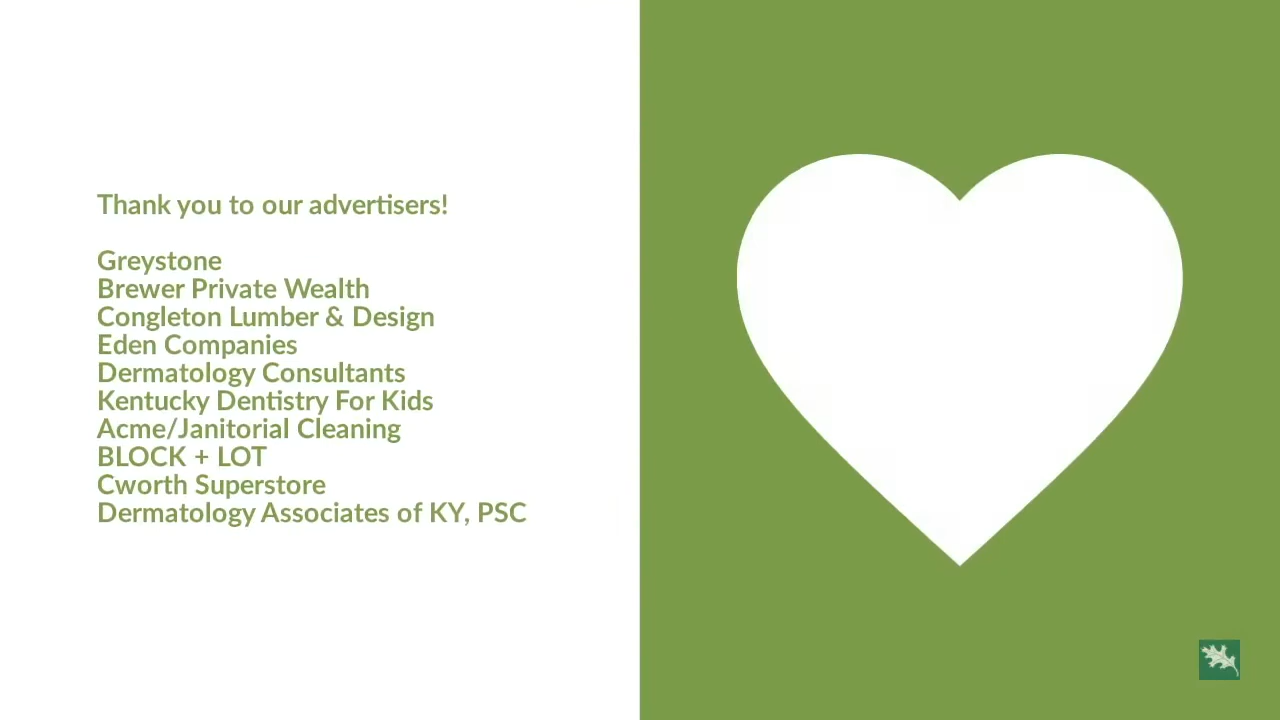 Thank you to our advertisers!
Greystone
Brewer Private Wealth
Congleton Lumber & Design
Eden Companies
Dermatology Consultants
Kentucky Dentistry For Kids
Acme/Janitorial Cleaning
BLOCK + LOT
Cworth Superstore
Dermatology Associates of KY, PSC